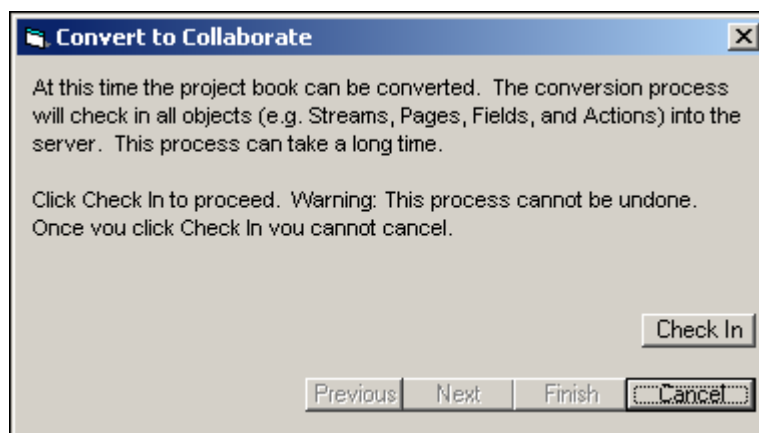 Convert to Collaborate
At this time the project book can be converted.  The conversion process
will check in all objects (e.g. Streams, Pages, Fields, and Actions) into the
server.  This process can take a long time.
Click Check In to proceed.  Warning: This process cannot be undone.
Once you click Check In you cannot cancel.
Check In
Previous
Next
Finish
Cancel